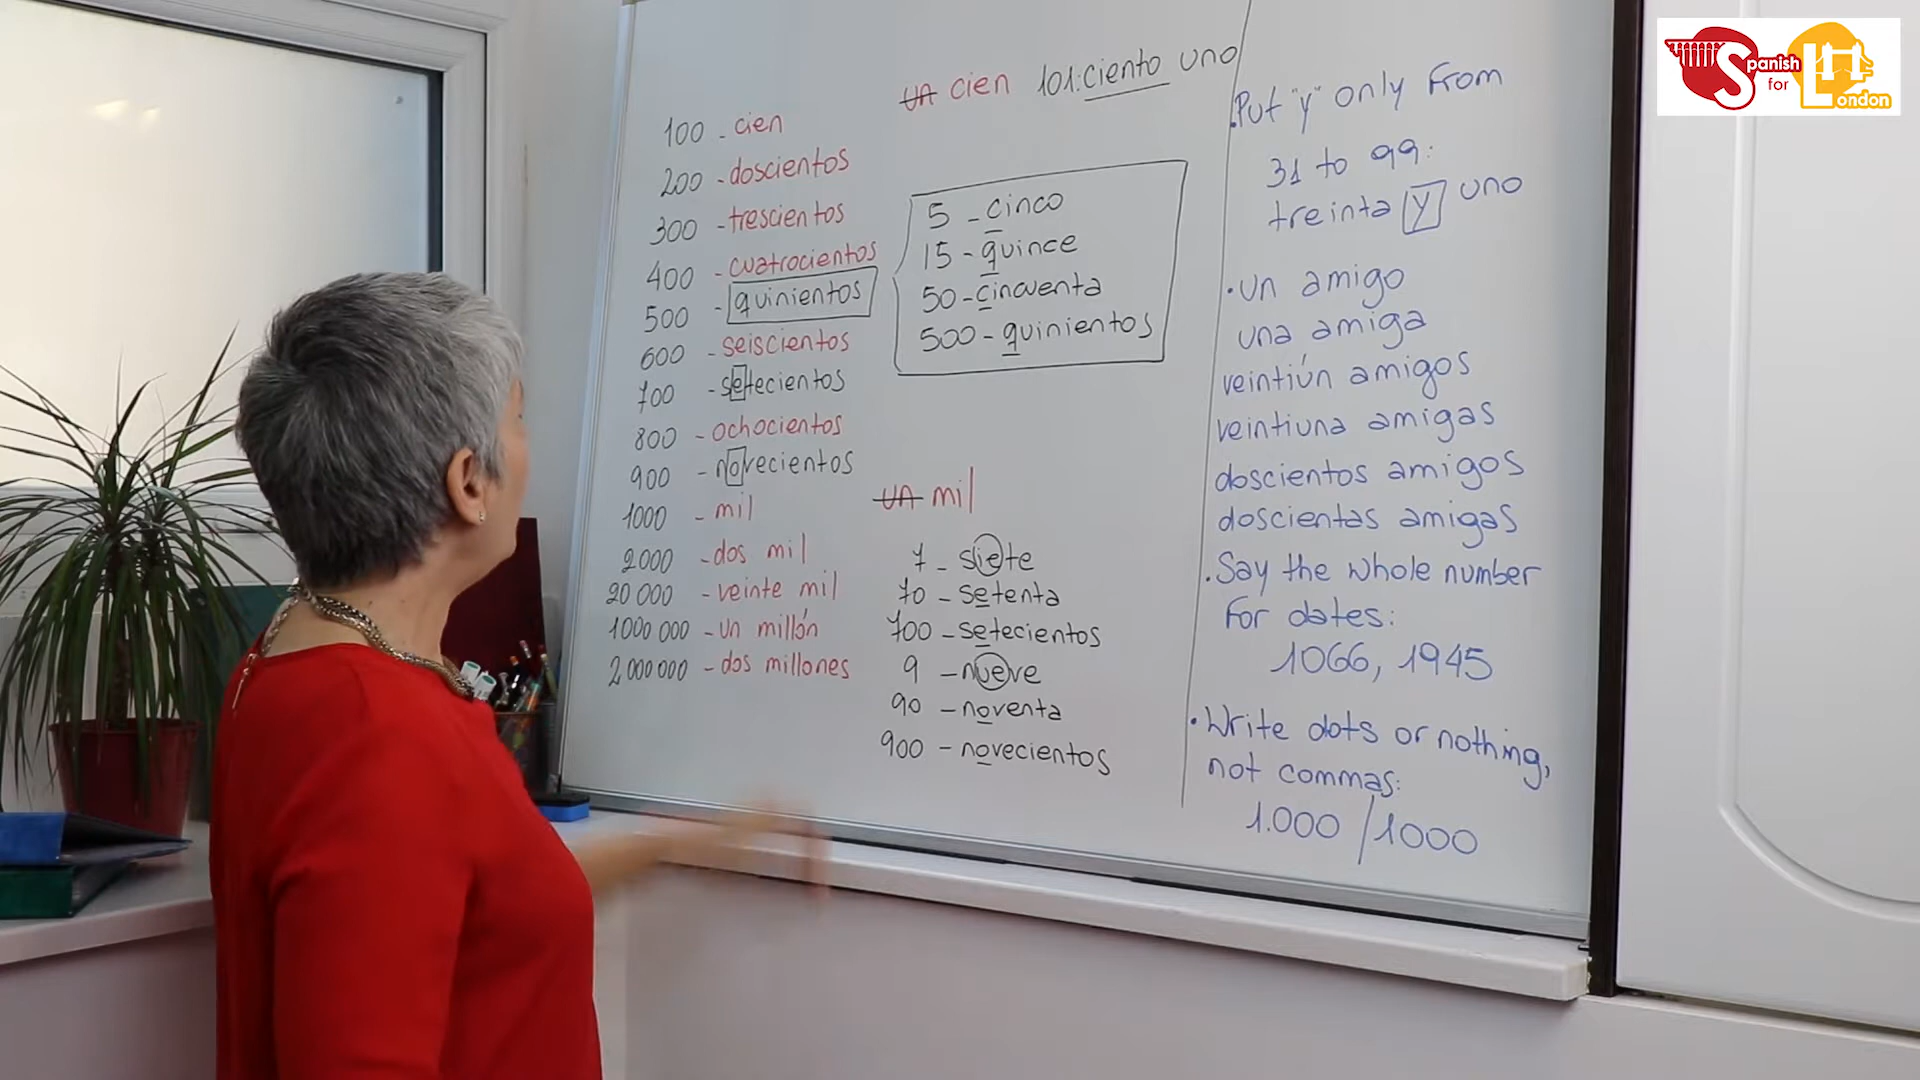 100 - cien
200 - doscientos
300 - trescientos
400 - cuatrocientos
500 - quinientos
600 - seiscientos
700 - setecientos
800 - ochocientos
900 - novecientos
1000 - mil
2000 - dos mil
20 000 - veinte mil
1000 000 - un millón
2 000 000 - dos millones
UN cien 101: ciento uno
5 - cinco
15 - quince
50 - cincuenta
500 - quinientos
UN mil
7 - siete
70 - setenta
700 - setecientos
9 - nueve
90 - noventa
900 - novecientos
. Put "y" only from
31 to 99:
treinta y uno
· un amigo
una amiga
veintiún amigos
veintiuna amigas
doscientos amigos
doscientas amigas
. Say the whole number
for dates:
1066, 1945
· Write dots or nothing,
not commas:
1.000 / 1000
Spanish
for
London